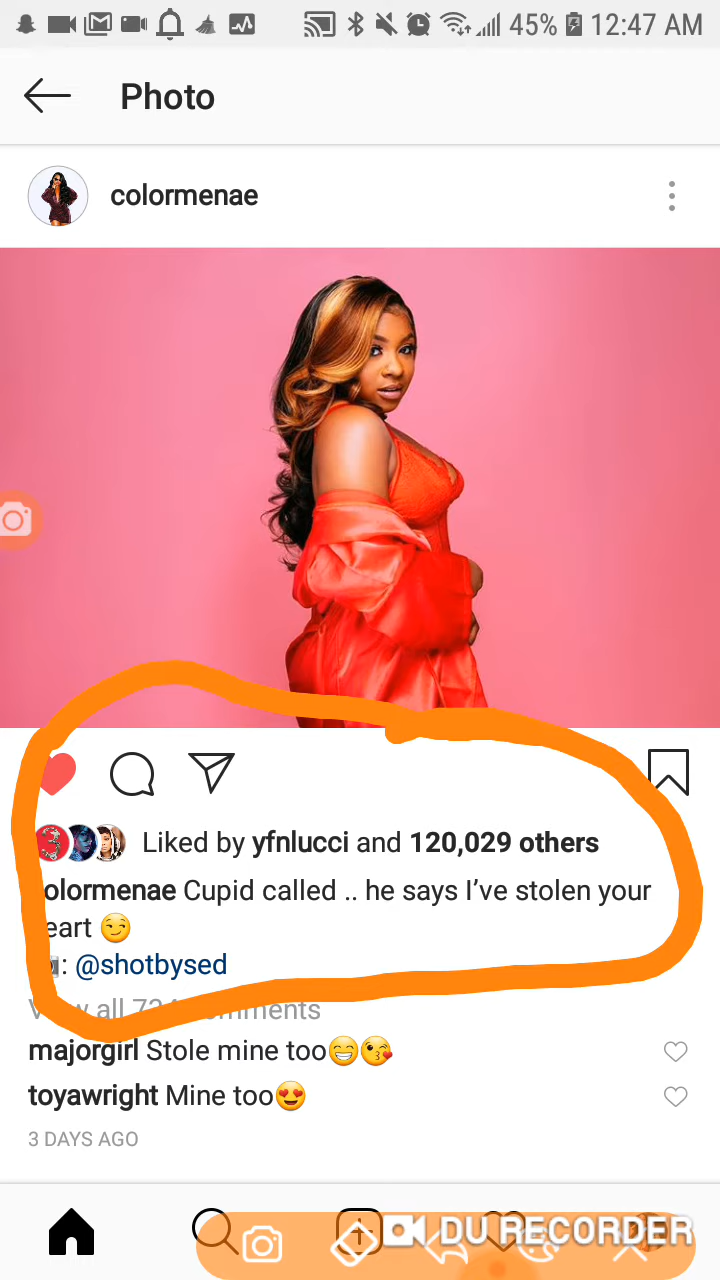 45% 12:47 AM
Photo
colormenae
Liked by yfnlucci and 120,029 others
olormenae Cupid called .. he says I’ve stolen your
eart 😏
: @shotbysed
all
majorgirl Stole mine too😁😘
toyawright Mine too😍
3 DAYS AGO
DU RECORDER